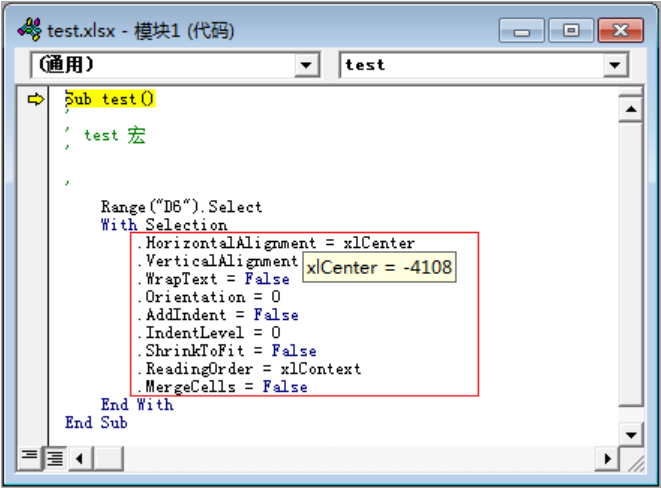 test.xlsx - 模块1 (代码)
(通用)
test
Sub test()
'
' test 宏
'
'
Range("D6").Select
With Selection
.HorizontalAlignment = xlCenter
.VerticalAlignment
xlCenter = -4108
.WrapText = False
.Orientation = 0
.AddIndent = False
.IndentLevel = 0
.ShrinkToFit = False
.ReadingOrder = xlContext
.MergeCells = False
End With
End Sub